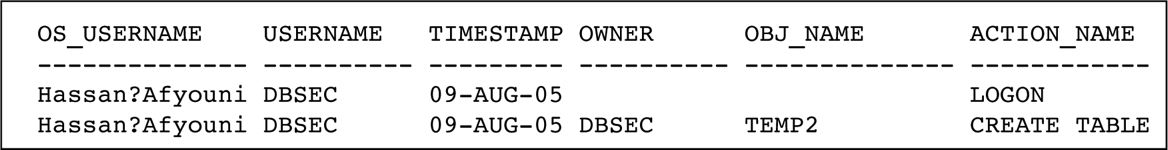 OS_USERNAME    USERNAME   TIMESTAMP OWNER      OBJ_NAME       ACTION_NAME
-------------- ---------- --------- ---------- -------------- ------------
Hassan?Afyouni DBSEC      09-AUG-05                           LOGON
Hassan?Afyouni DBSEC      09-AUG-05 DBSEC      TEMP2          CREATE TABLE